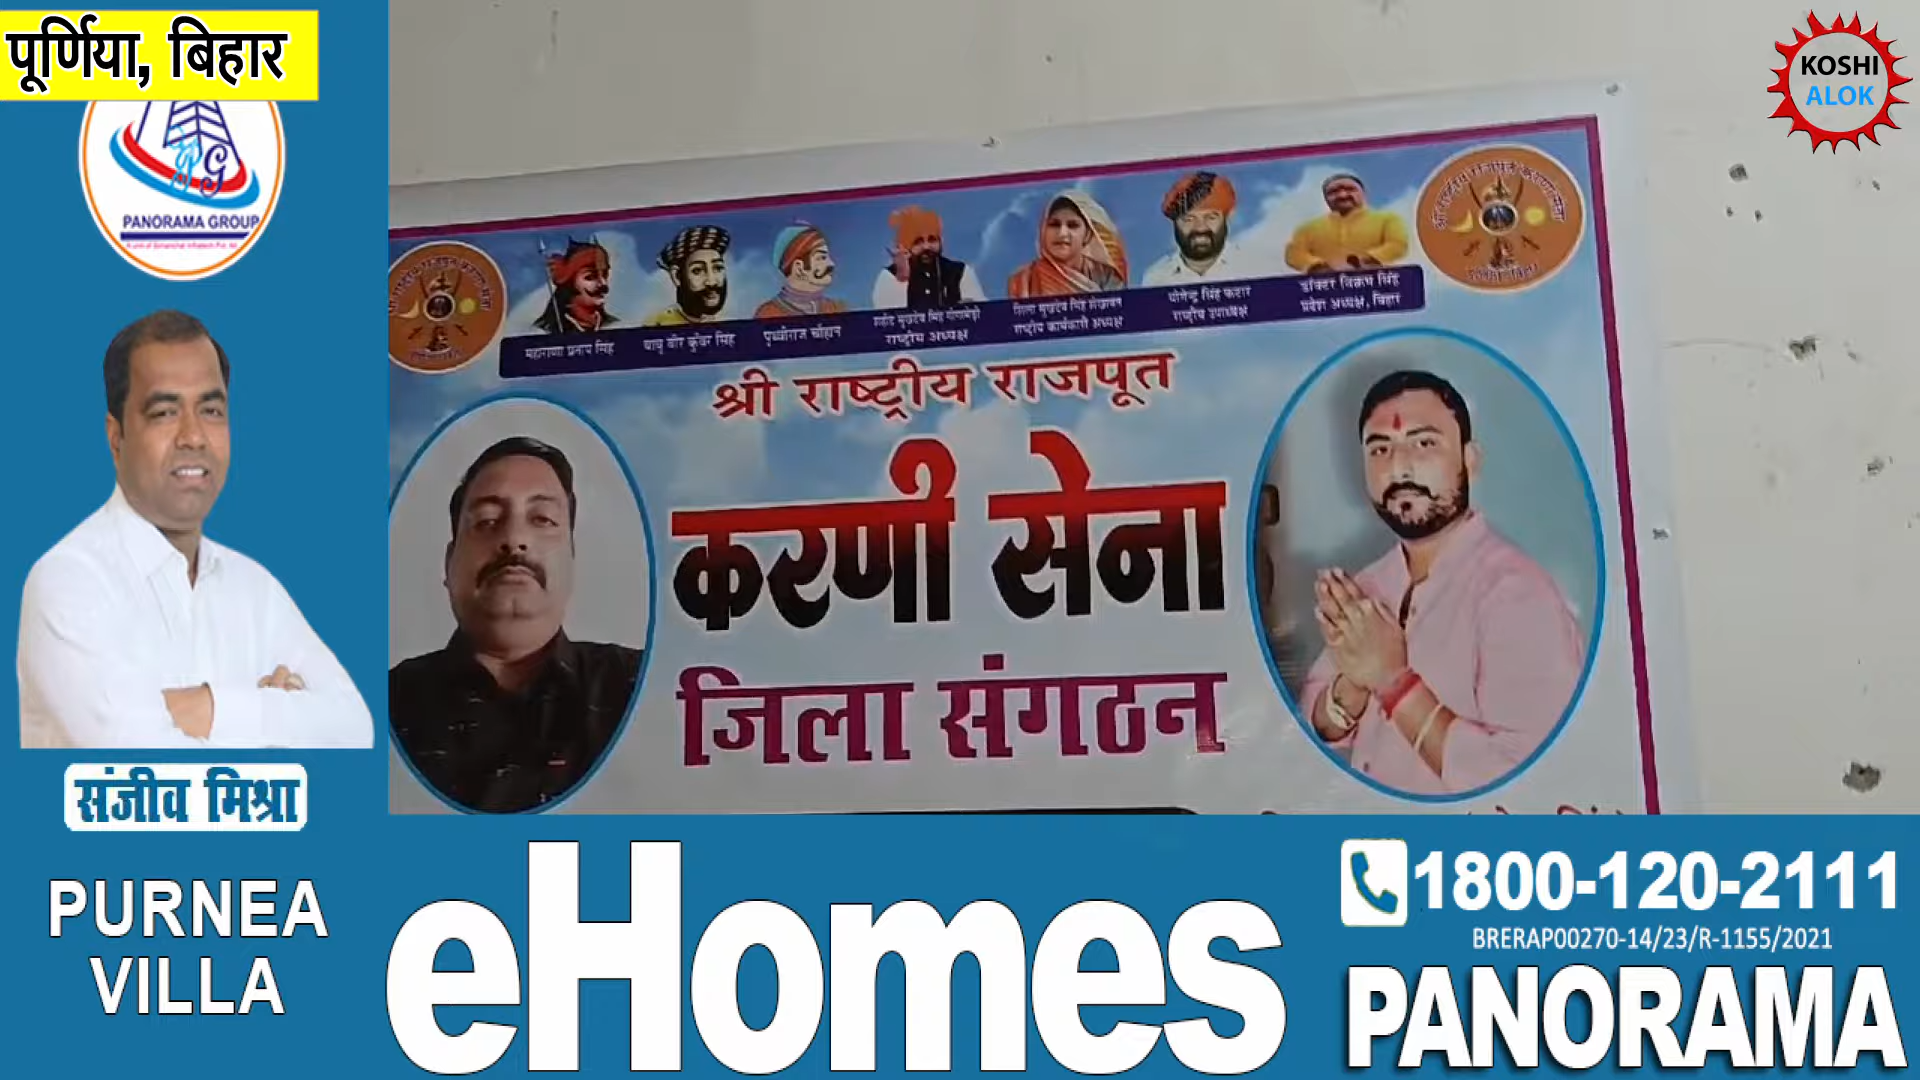 पूर्णिया, बिहार
KOSHI
ALOK
PANORAMA GROUP
महाराणा प्रताप सिंह
बाबु वीर कुंवर सिंह
पृथ्वीराज चौहान
राष्ट्रीय अध्यक्ष
राष्ट्रीय कार्यकारी अध्यक्ष
राष्ट्रीय उपाध्यक्ष
प्रदेश अध्यक्ष, बिहार
श्री राष्ट्रीय राजपूत
करणी सेना
जिला संगठन
संजीव मिश्रा
PURNEA
VILLA
eHomes
1800-120-2111
BRERAP00270-14/23/R-1155/2021
PANORAMA